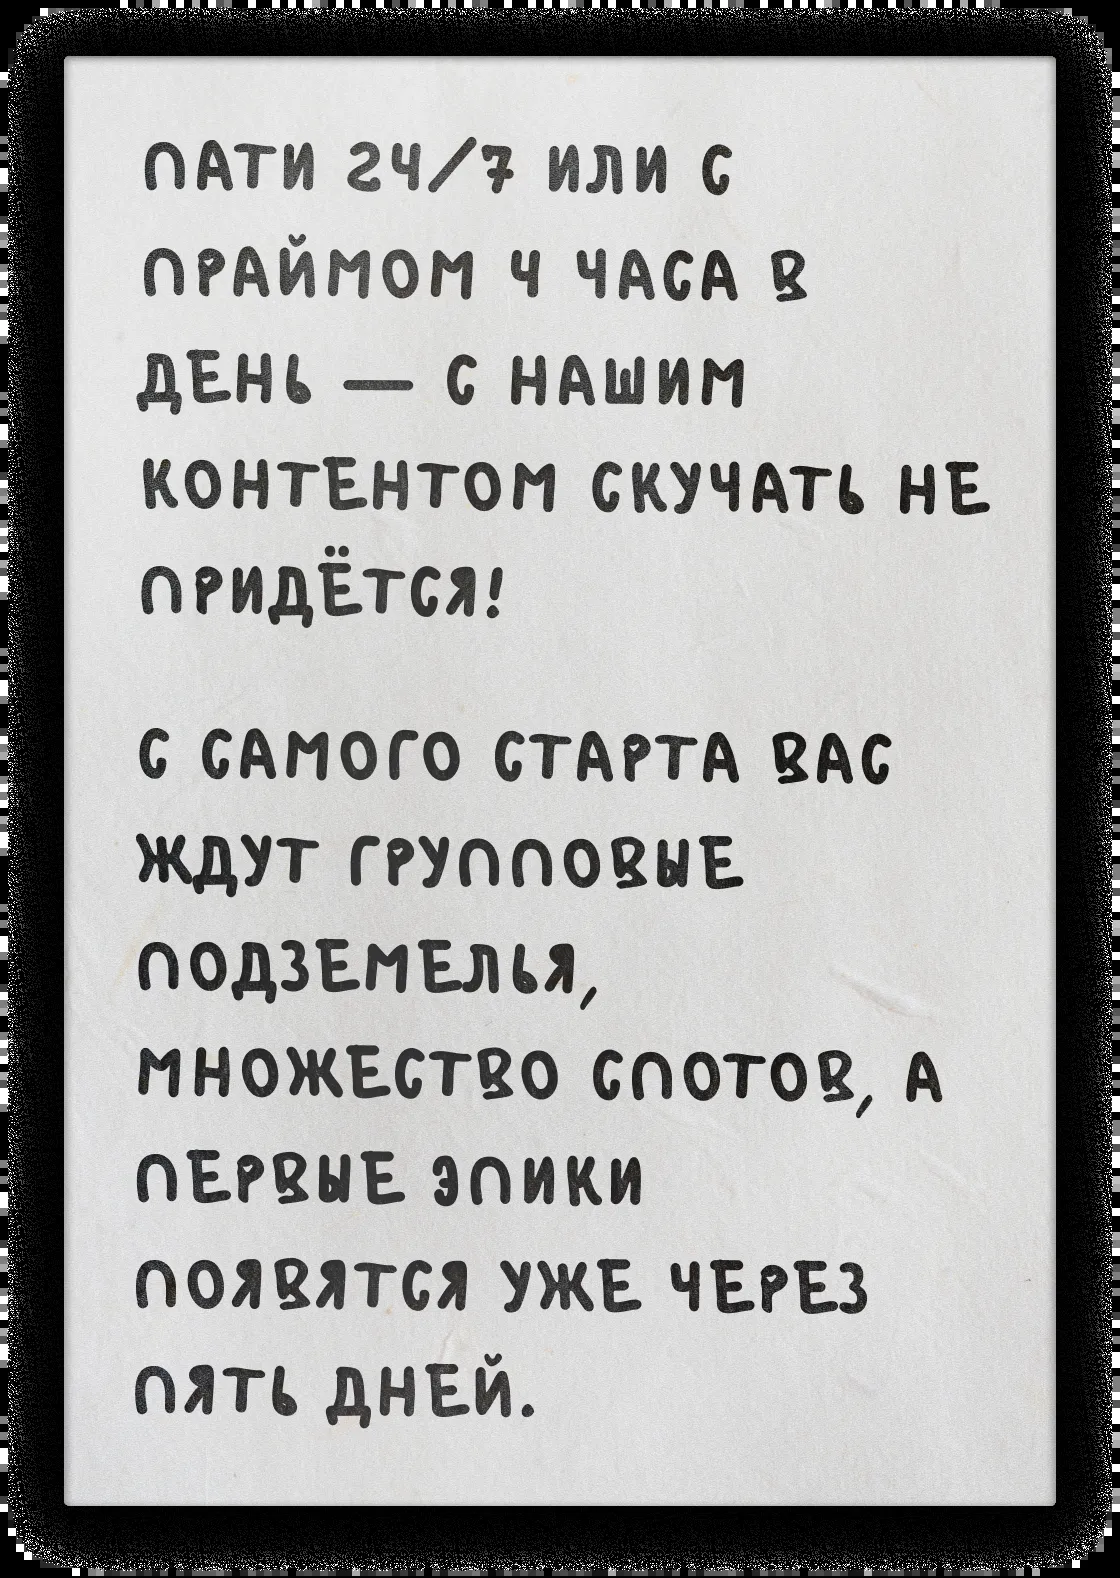 ПАТИ 24/7 ИЛИ С
ПРАЙМОМ 4 ЧАСА В
ДЕНЬ — С НАШИМ
КОНТЕНТОМ СКУЧАТЬ НЕ
ПРИДЁТСЯ!
С САМОГО СТАРТА ВАС
ЖДУТ ГРУППОВЫЕ
ПОДЗЕМЕЛЬЯ,
МНОЖЕСТВО СПОТОВ, А
ПЕРВЫЕ ЭПИКИ
ПОЯВЯТСЯ УЖЕ ЧЕРЕЗ
ПЯТЬ ДНЕЙ.